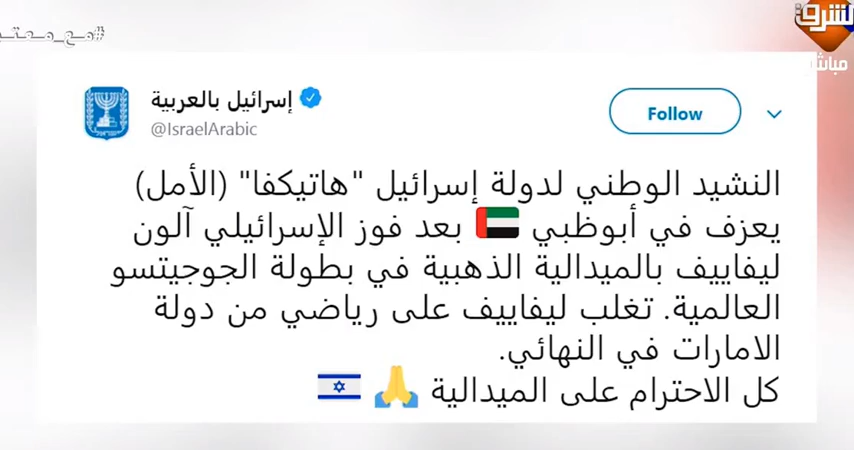 #مع_معتز
الشرق
مباشر
إسرائيل بالعربية
@IsraelArabic
Follow
النشيد الوطني لدولة إسرائيل "هاتيكفا" (الأمل)
يعزف في أبوظبي 🇦🇪 بعد فوز الإسرائيلي آلون
ليفاييف بالميدالية الذهبية في بطولة الجوجيتسو
العالمية. تغلب ليفاييف على رياضي من دولة
الامارات في النهائي.
كل الاحترام على الميدالية 🙏 🇮🇱